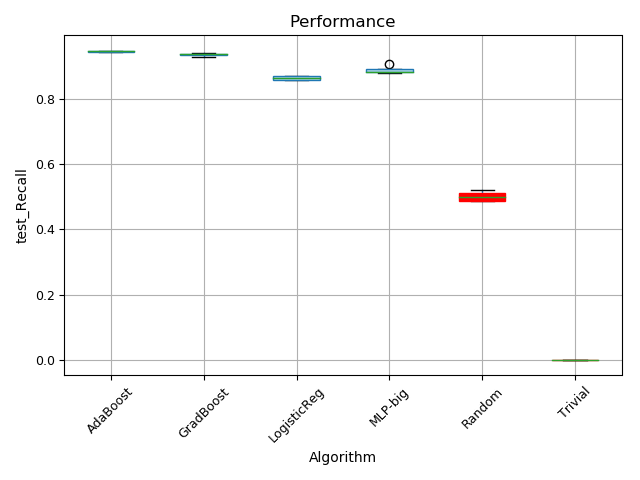 Performance
test_Recall
0.8
0.6
0.4
0.2
0.0
AdaBoost
GradBoost
LogisticReg
MLP-big
Random
Trivial
Algorithm